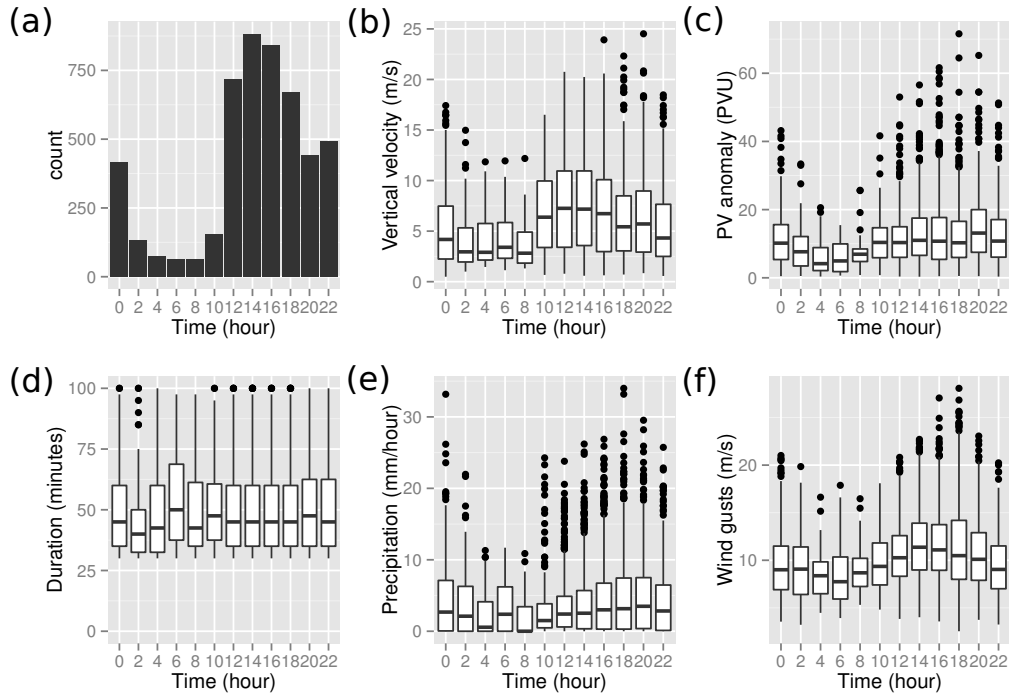 (a)
count
750
500
250
0
0 2 4 6 8 10 12 14 16 18 20 22
Time (hour)
(b)
Vertical velocity (m/s)
25
20
15
10
5
0
0 2 4 6 8 10 12 14 16 18 20 22
Time (hour)
(c)
PV anomaly (PVU)
60
40
20
0
0 2 4 6 8 10 12 14 16 18 20 22
Time (hour)
(d)
Duration (minutes)
100
75
50
25
0
0 2 4 6 8 10 12 14 16 18 20 22
Time (hour)
(e)
Precipitation (mm/hour)
30
20
10
0
0 2 4 6 8 10 12 14 16 18 20 22
Time (hour)
(f)
Wind gusts (m/s)
20
10
0 2 4 6 8 10 12 14 16 18 20 22
Time (hour)